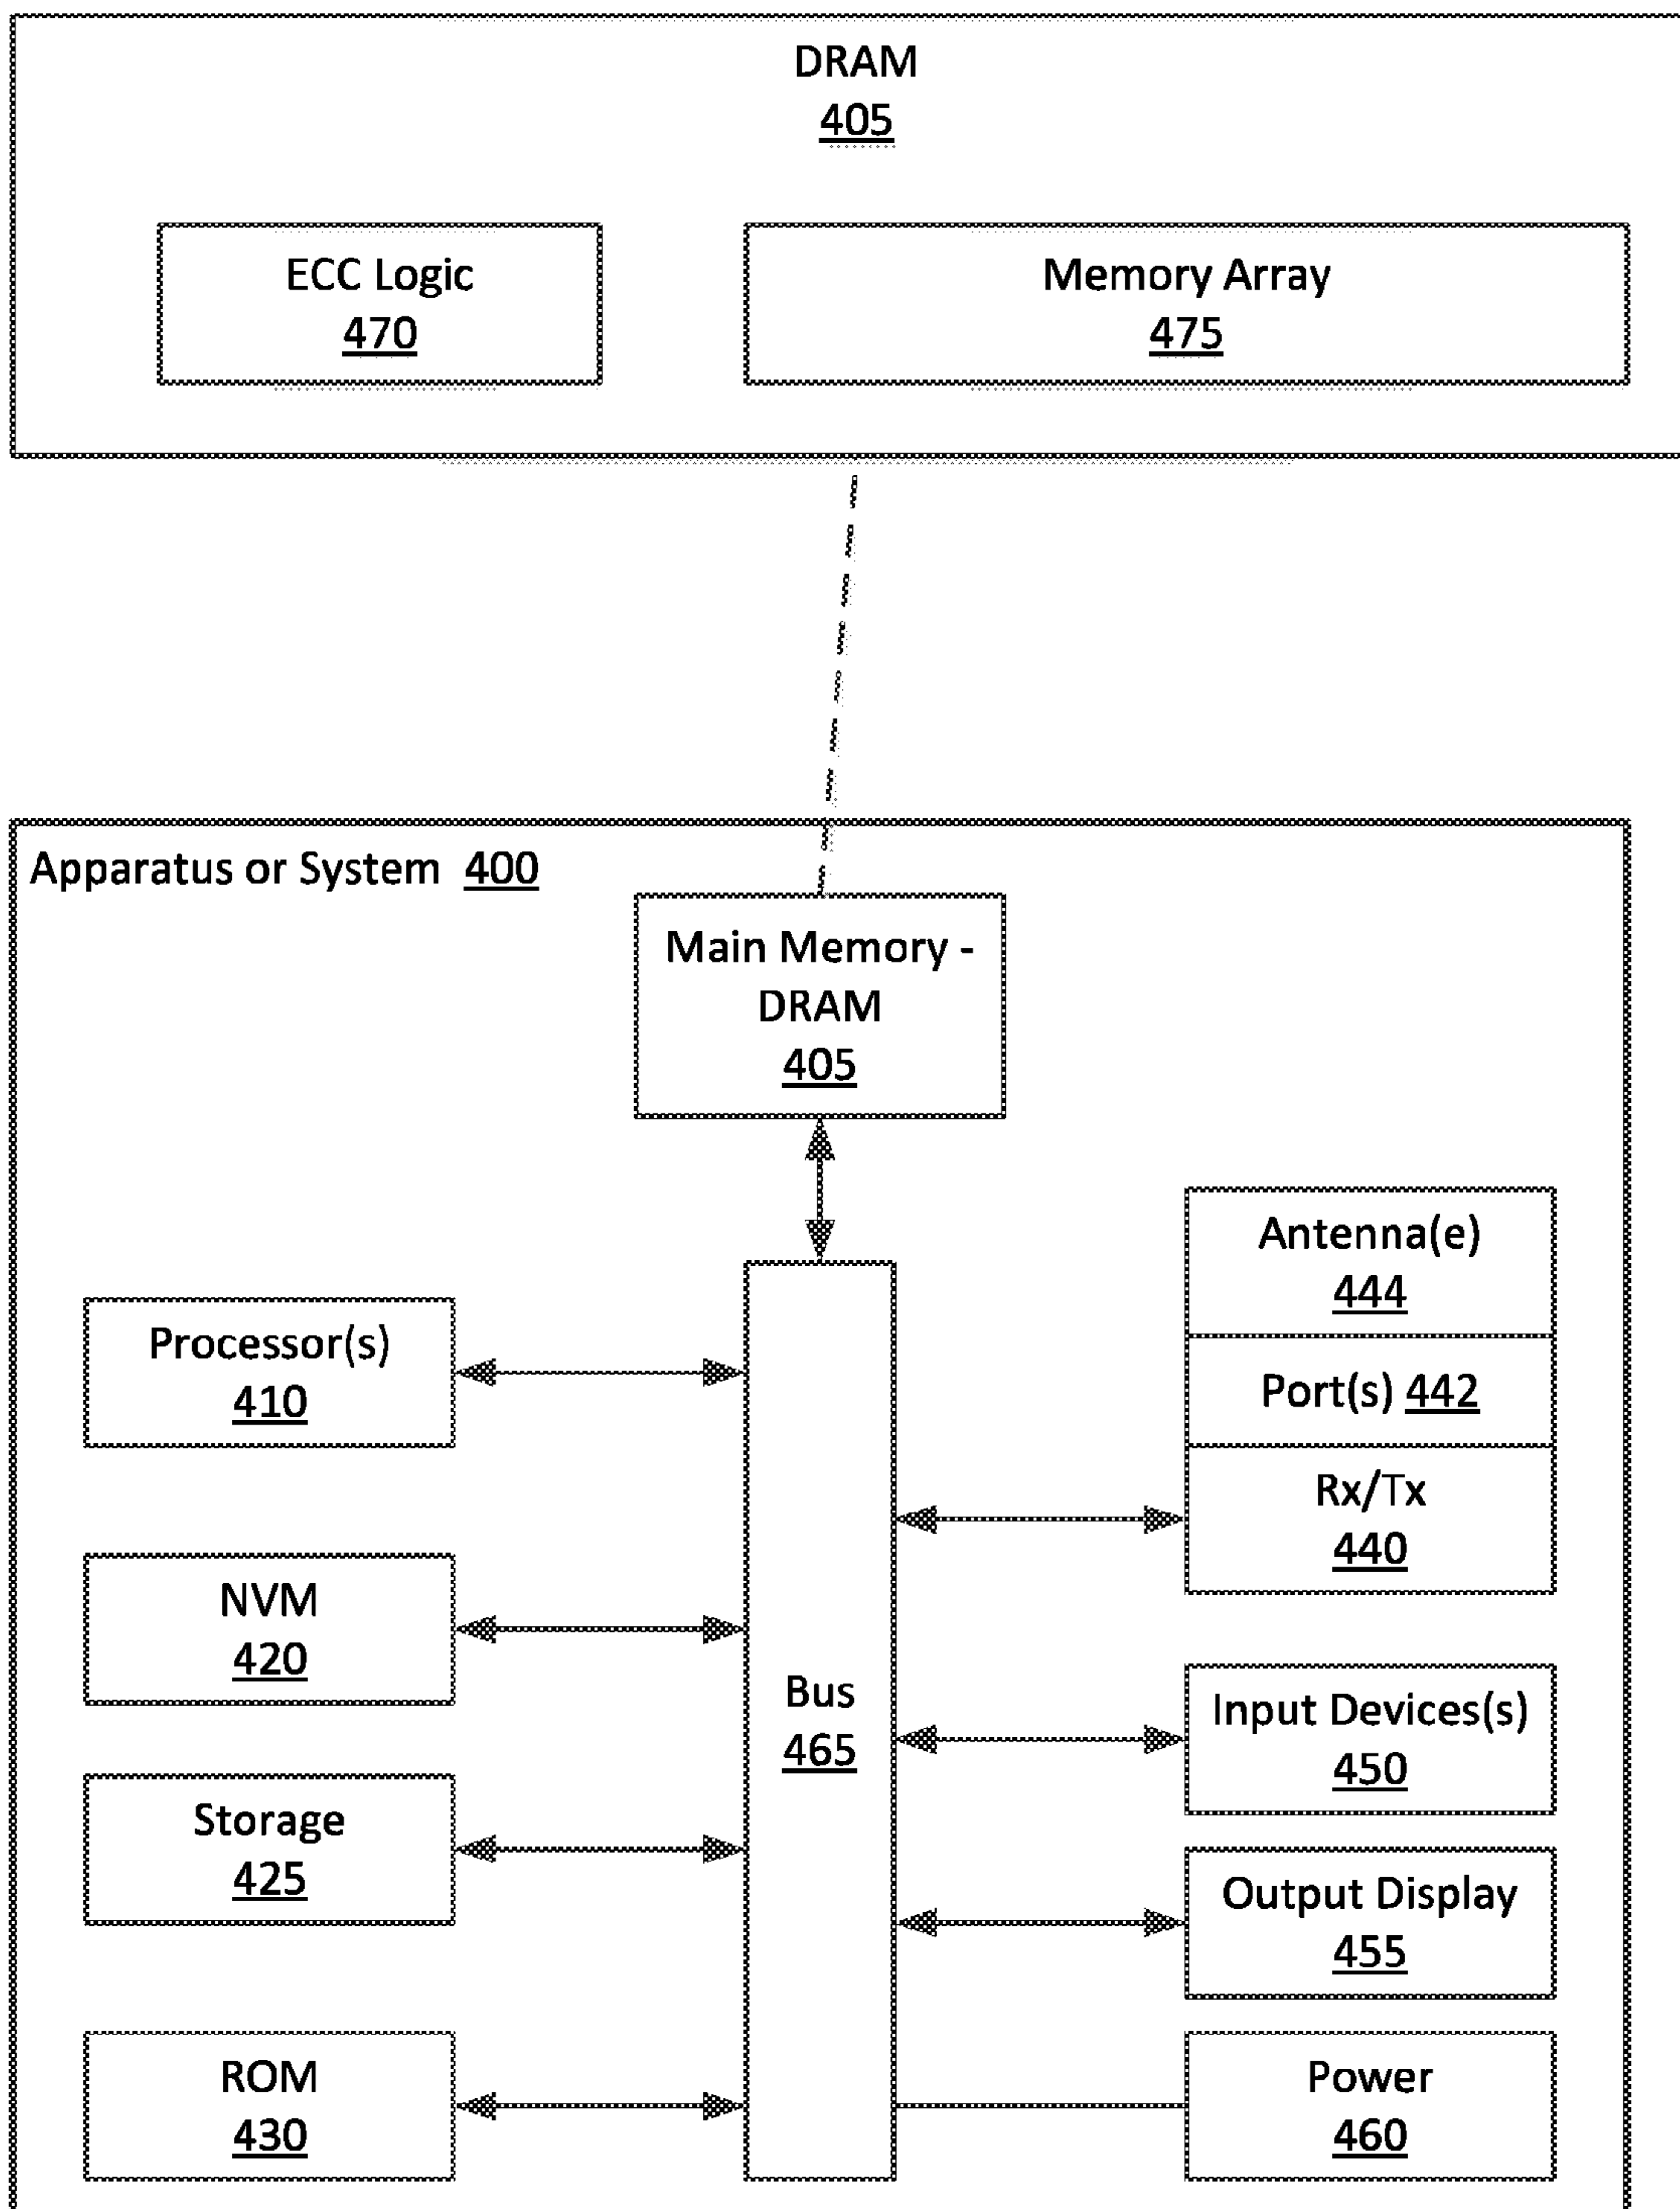 DRAM
405
ECC Logic
470
Memory Array
475
Apparatus or System 400
Main Memory -
DRAM
405
Antenna(e)
444
Processor(s)
410
Port(s) 442
Rx/Tx
440
NVM
420
Bus
465
Input Devices(s)
450
Storage
425
Output Display
455
ROM
430
Power
460